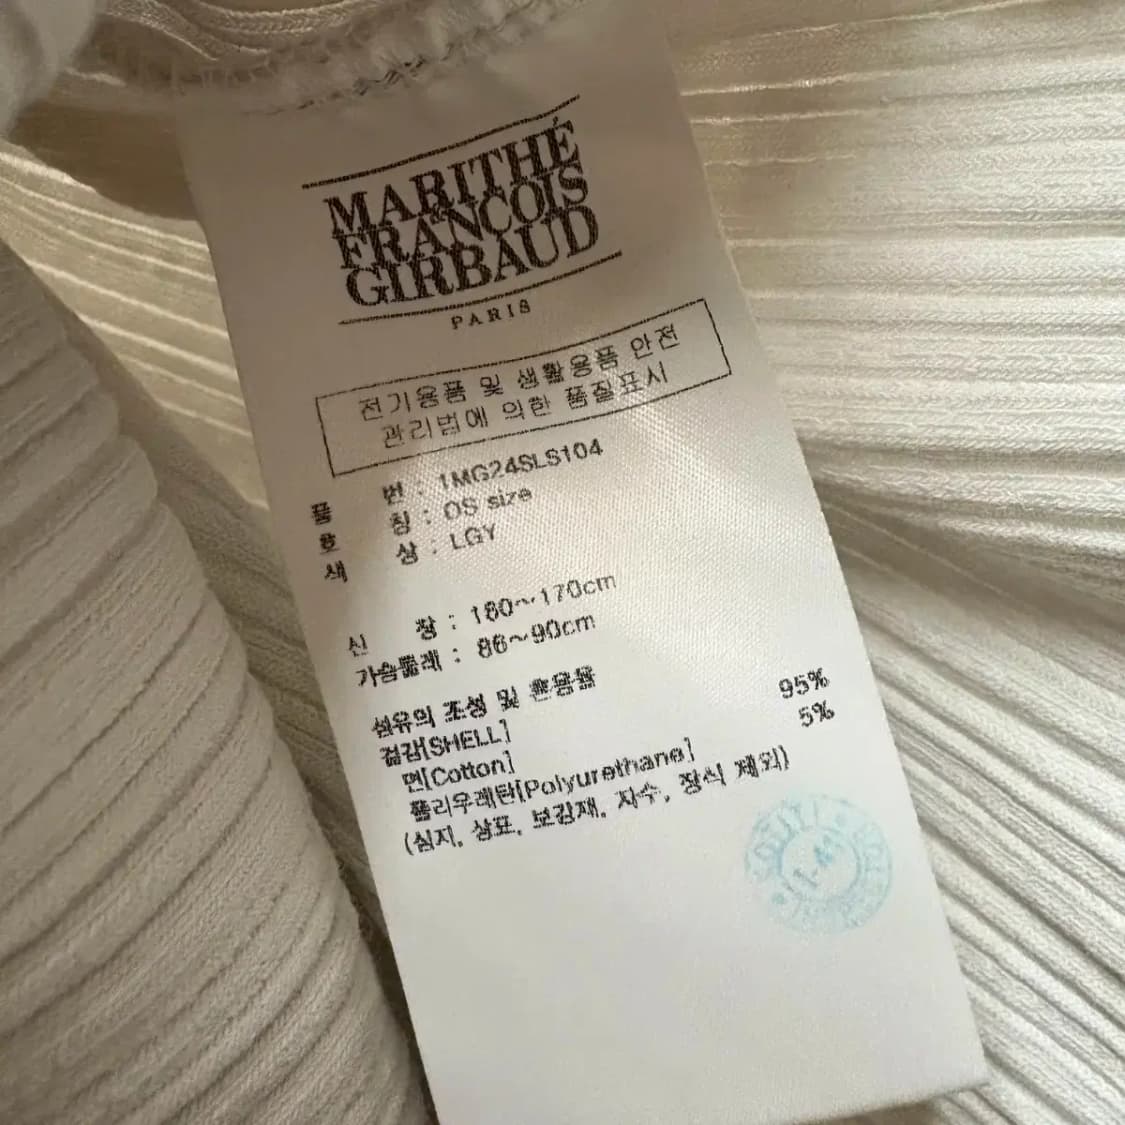 MARITHÉ
FRANCOIS
GIRBAUD
PARIS
전기용품 및 생활용품 안전
관리법에 의한 품질표시
품 번 : 1MG24SLS104
호 칭 : OS size
색 상 : LGY
신 장 : 160~170cm
가슴둘레 : 86~90cm
섬유의 조성 및 혼용율
겉감[SHELL]
면[Cotton] 95%
폴리우레탄[Polyurethane] 5%
(심지, 상표, 보강재, 자수, 장식 제외)